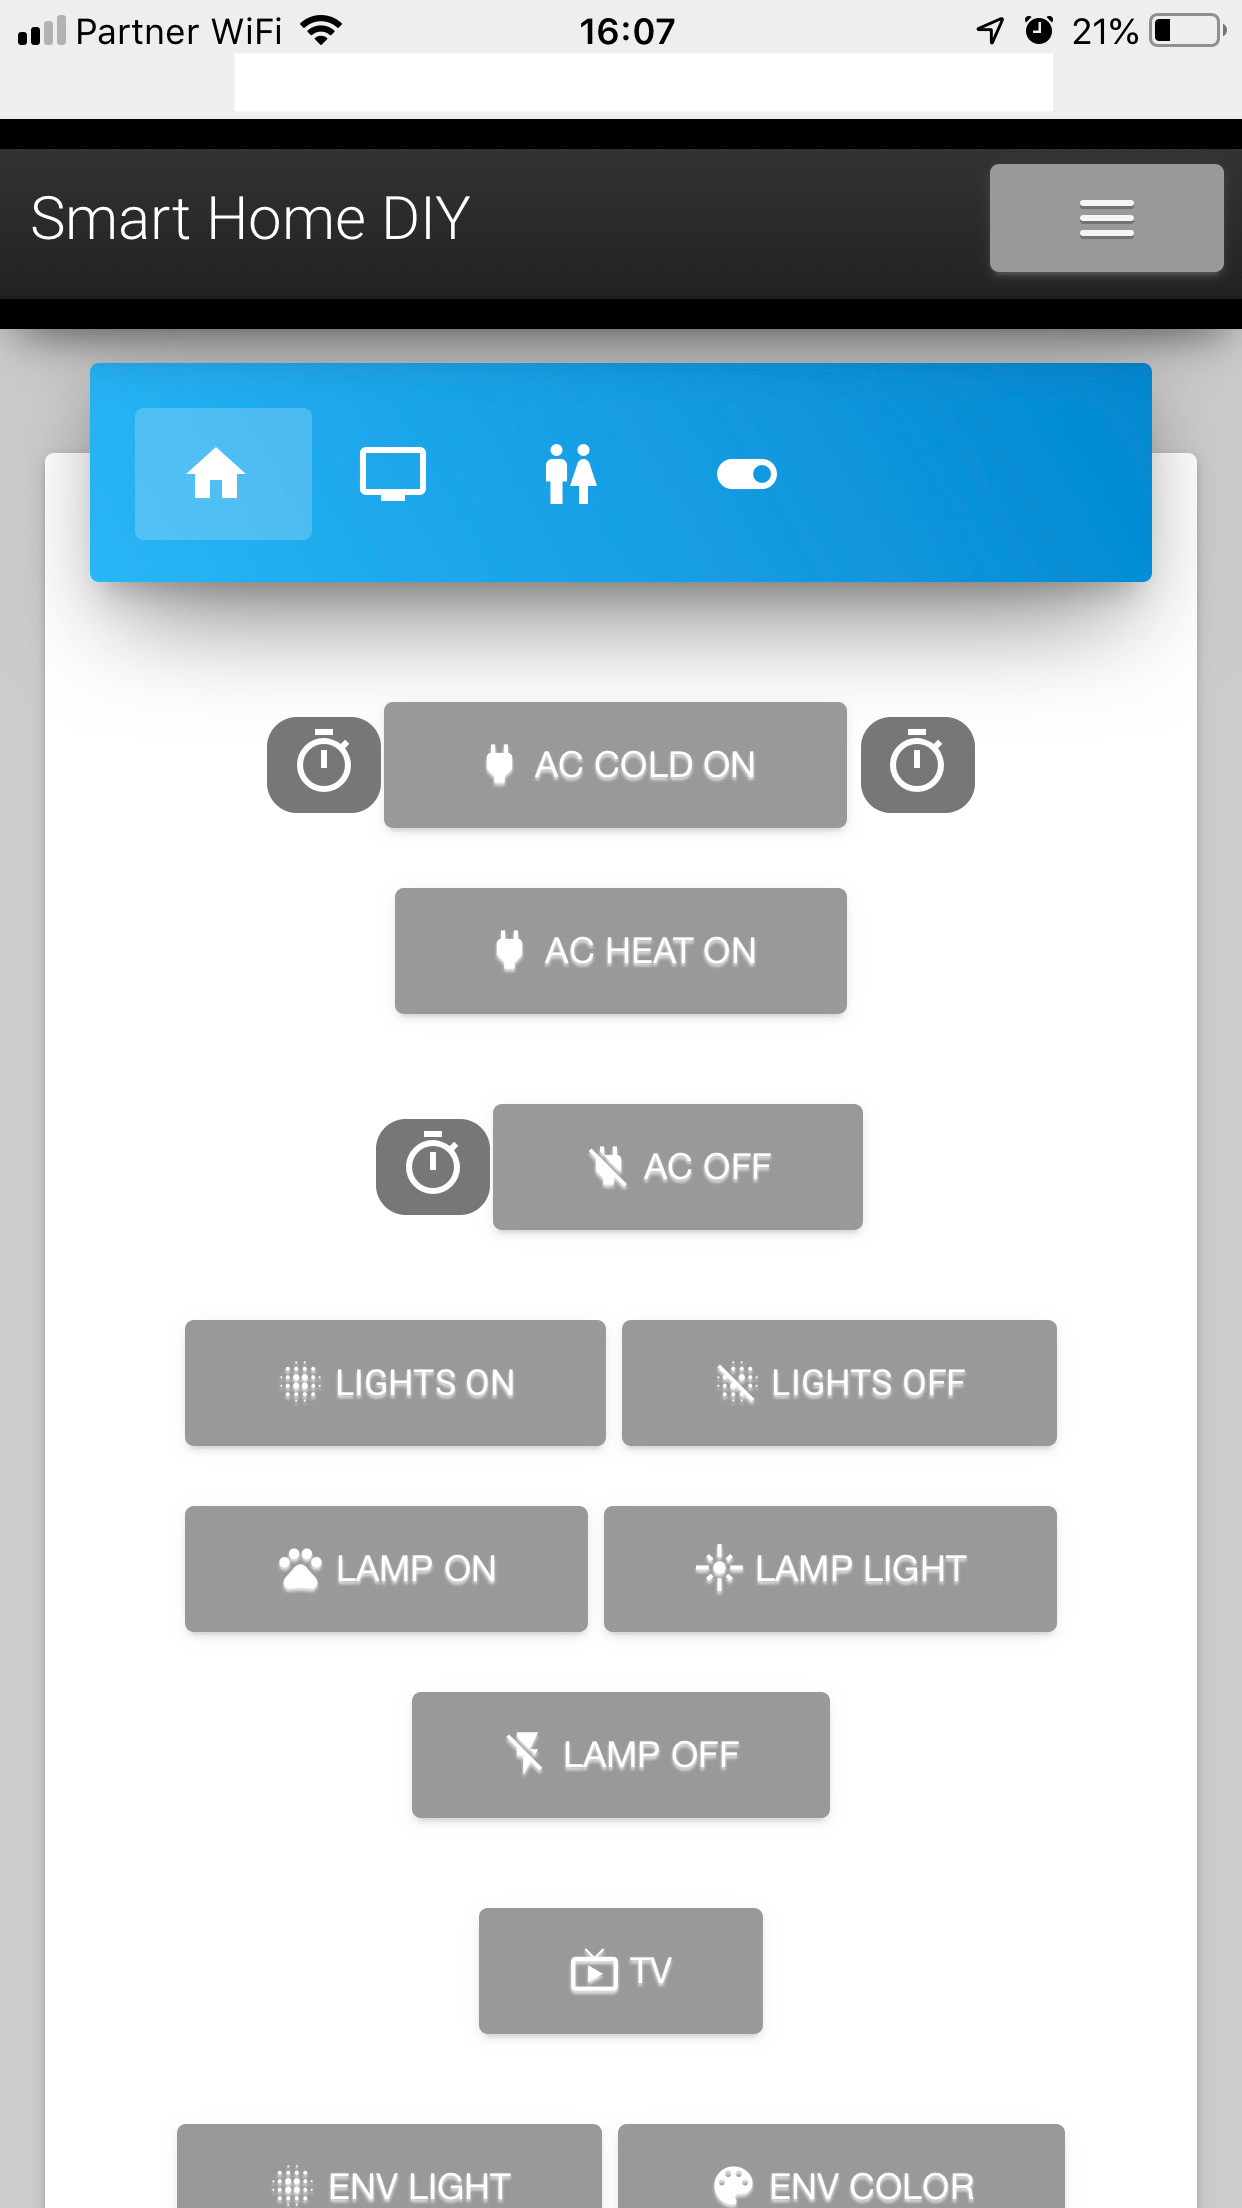 Partner WiFi 16:07 21%
Smart Home DIY
AC COLD ON
AC HEAT ON
AC OFF
LIGHTS ON LIGHTS OFF
LAMP ON LAMP LIGHT
LAMP OFF
TV
ENV LIGHT ENV COLOR